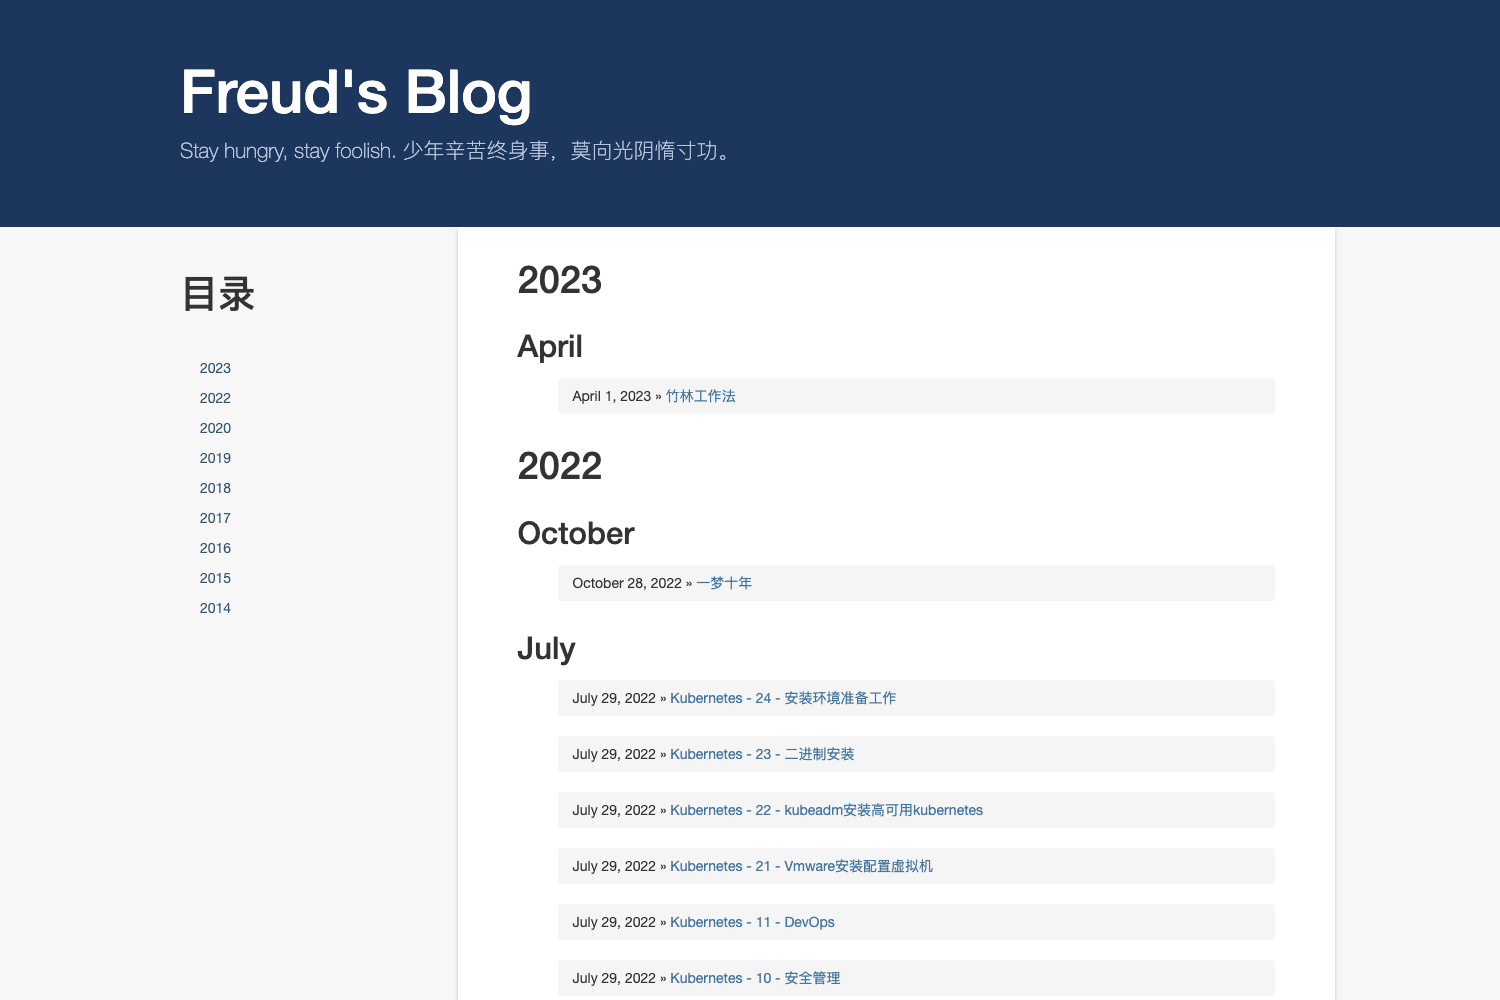 Freud's Blog
Stay hungry, stay foolish. 少年辛苦终身事，莫向光阴惰寸功。
目录
2023
2022
2020
2019
2018
2017
2016
2015
2014
2023
April
April 1, 2023 » 竹林工作法
2022
October
October 28, 2022 » 一梦十年
July
July 29, 2022 » Kubernetes - 24 - 安装环境准备工作
July 29, 2022 » Kubernetes - 23 - 二进制安装
July 29, 2022 » Kubernetes - 22 - kubeadm安装高可用kubernetes
July 29, 2022 » Kubernetes - 21 - Vmware安装配置虚拟机
July 29, 2022 » Kubernetes - 11 - DevOps
July 29, 2022 » Kubernetes - 10 - 安全管理